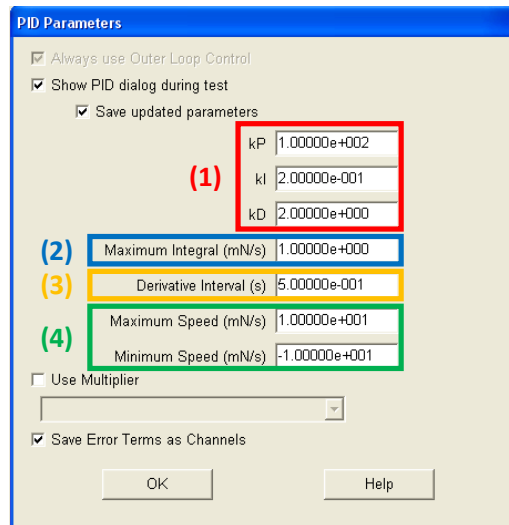 PID Parameters
Always use Outer Loop Control
Show PID dialog during test
Save updated parameters
kP 1.00000e+002
(1) kI 2.00000e-001
kD 2.00000e+000
(2) Maximum Integral (mN/s) 1.00000e+000
(3) Derivative Interval (s) 5.00000e-001
(4) Maximum Speed (mN/s) 1.00000e+001
Minimum Speed (mN/s) -1.00000e+001
Use Multiplier
Save Error Terms as Channels
OK Help